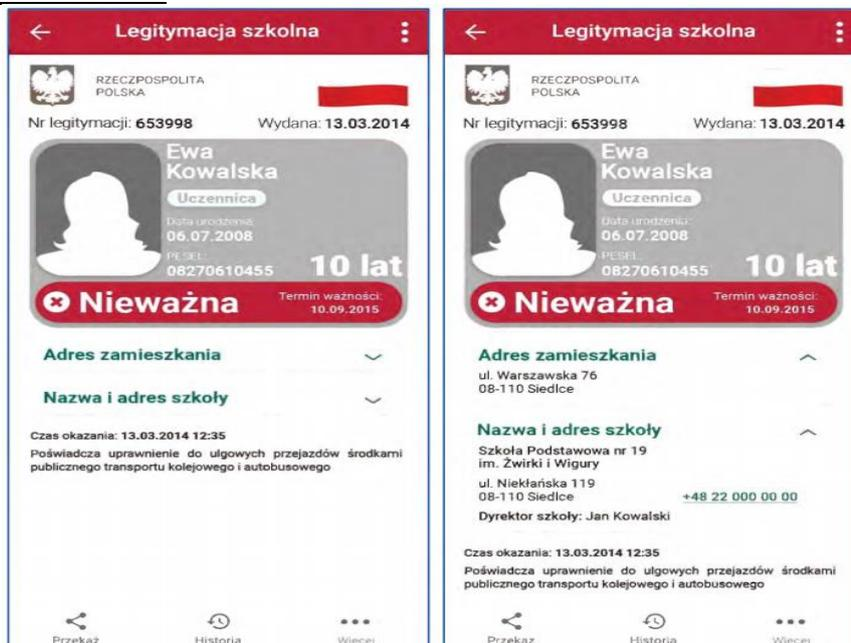 Legitymacja szkolna
RZECZPOSPOLITA
POLSKA
Nr legitymacji: 653998 Wydana: 13.03.2014
Ewa
Kowalska
Uczennica
Data urodzenia:
06.07.2008
PESEL:
08270610455 10 lat
Nieważna Termin ważności:
10.09.2015
Adres zamieszkania
Nazwa i adres szkoły
Czas okazania: 13.03.2014 12:35
Poświadcza uprawnienie do ulgowych przejazdów środkami
publicznego transportu kolejowego i autobusowego
Przekaż Historia Więcej
Legitymacja szkolna
RZECZPOSPOLITA
POLSKA
Nr legitymacji: 653998 Wydana: 13.03.2014
Ewa
Kowalska
Uczennica
Data urodzenia:
06.07.2008
PESEL:
08270610455 10 lat
Nieważna Termin ważności:
10.09.2015
Adres zamieszkania
ul. Warszawska 76
08-110 Siedlce
Nazwa i adres szkoły
Szkoła Podstawowa nr 19
im. Żwirki i Wigury
ul. Niekłańska 119
08-110 Siedlce +48 22 000 00 00
Dyrektor szkoły: Jan Kowalski
Czas okazania: 13.03.2014 12:35
Poświadcza uprawnienie do ulgowych przejazdów środkami
publicznego transportu kolejowego i autobusowego
Przekaż Historia Więcej